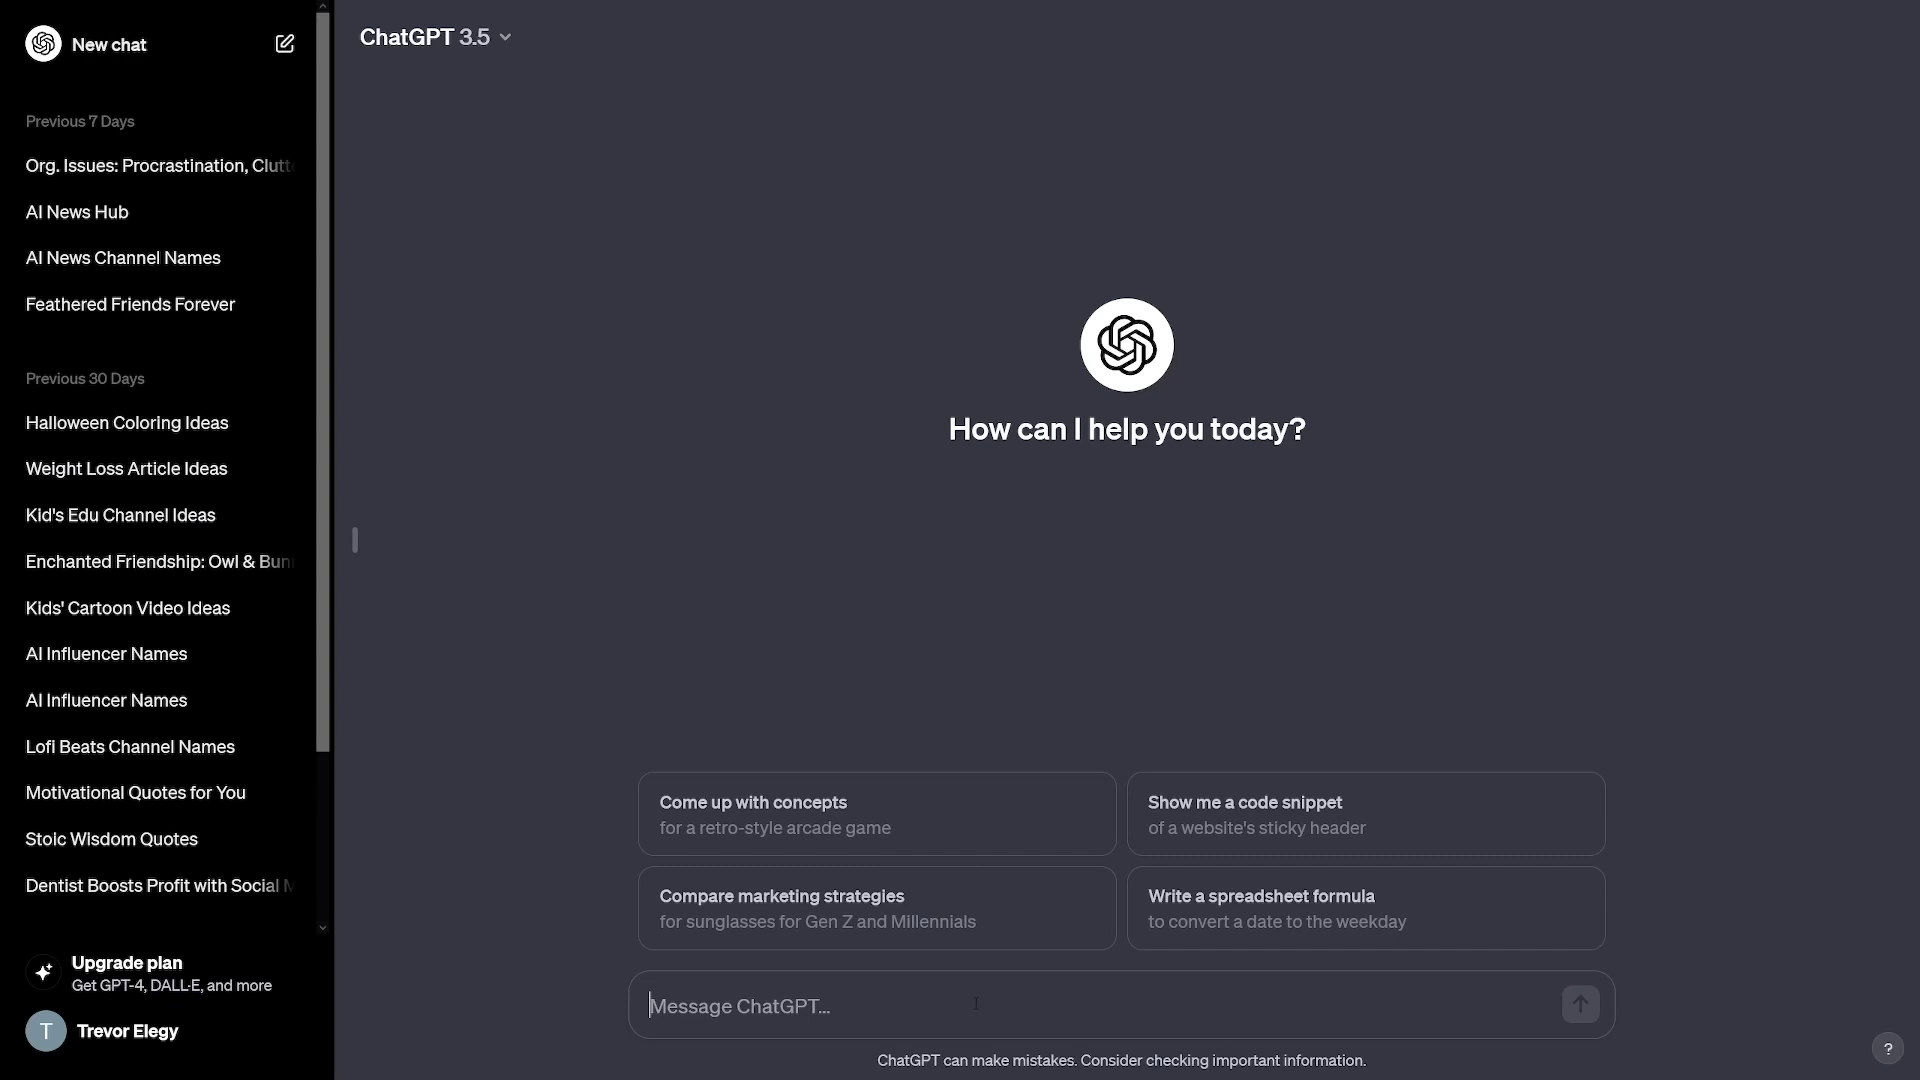 New chat
Previous 7 Days
Org. Issues: Procrastination, Clutte
AI News Hub
AI News Channel Names
Feathered Friends Forever
Previous 30 Days
Halloween Coloring Ideas
Weight Loss Article Ideas
Kid's Edu Channel Ideas
Enchanted Friendship: Owl & Bun
Kids' Cartoon Video Ideas
AI Influencer Names
AI Influencer Names
Lofi Beats Channel Names
Motivational Quotes for You
Stoic Wisdom Quotes
Dentist Boosts Profit with Social M
Upgrade plan
Get GPT-4, DALL·E, and more
T
Trevor Elegy
ChatGPT 3.5
How can I help you today?
Come up with concepts
for a retro-style arcade game
Show me a code snippet
of a website's sticky header
Compare marketing strategies
for sunglasses for Gen Z and Millennials
Write a spreadsheet formula
to convert a date to the weekday
Message ChatGPT...
ChatGPT can make mistakes. Consider checking important information.
?